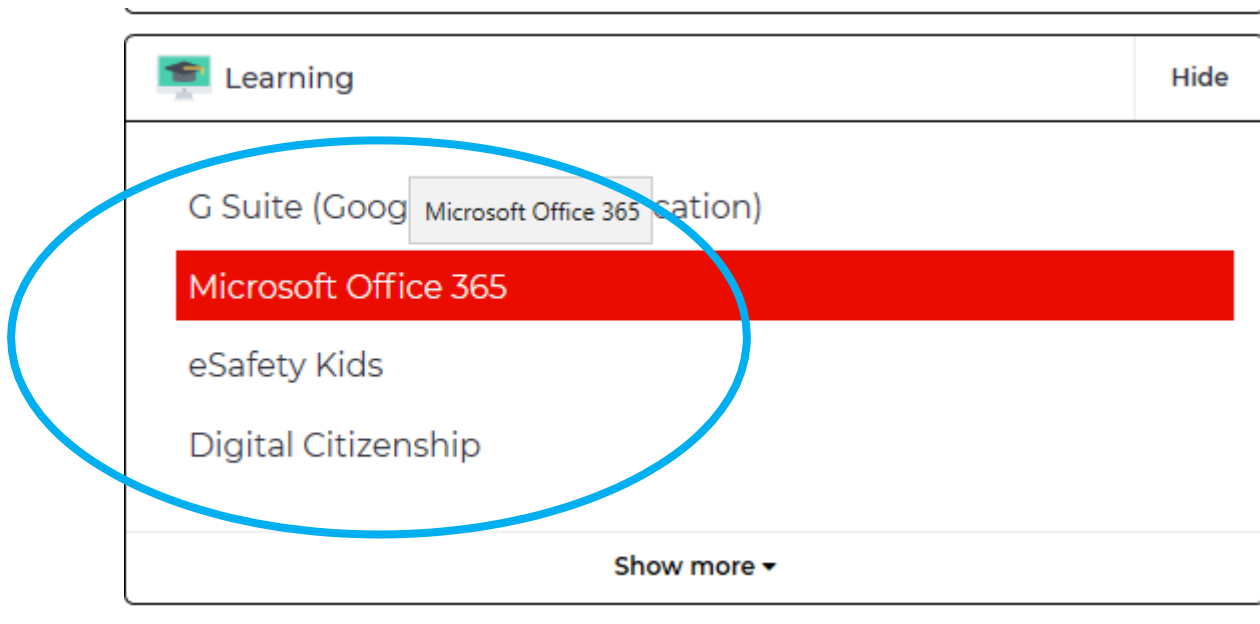 Learning
Hide
G Suite (Goog cation)
Microsoft Office 365
Microsoft Office 365
eSafety Kids
Digital Citizenship
Show more